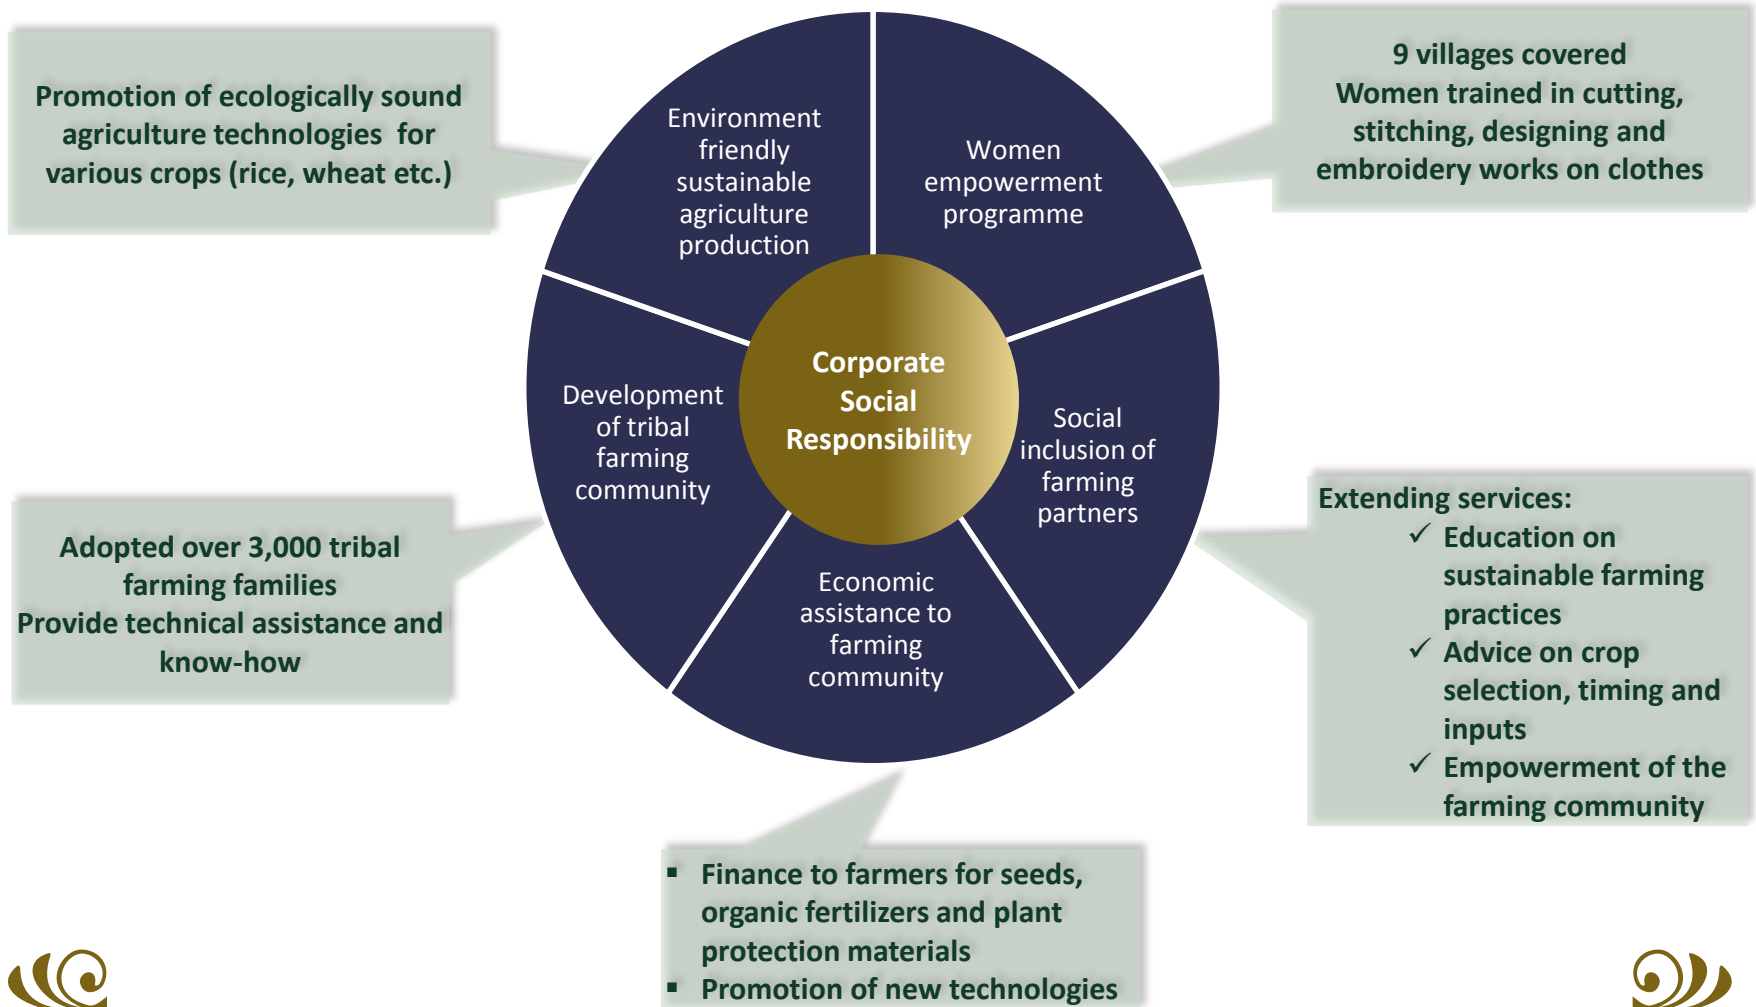 Promotion of ecologically sound
agriculture technologies for
various crops (rice, wheat etc.)
Environment
friendly
sustainable
agriculture
production
Women
empowerment
programme
9 villages covered
Women trained in cutting,
stitching, designing and
embroidery works on clothes
Corporate
Social
Responsibility
Development
of tribal
farming
community
Social
inclusion of
farming
partners
Adopted over 3,000 tribal
farming families
Provide technical assistance and
know-how
Economic
assistance to
farming
community
Extending services:
✓ Education on
sustainable farming
practices
✓ Advice on crop
selection, timing and
inputs
✓ Empowerment of the
farming community
▪ Finance to farmers for seeds,
organic fertilizers and plant
protection materials
▪ Promotion of new technologies